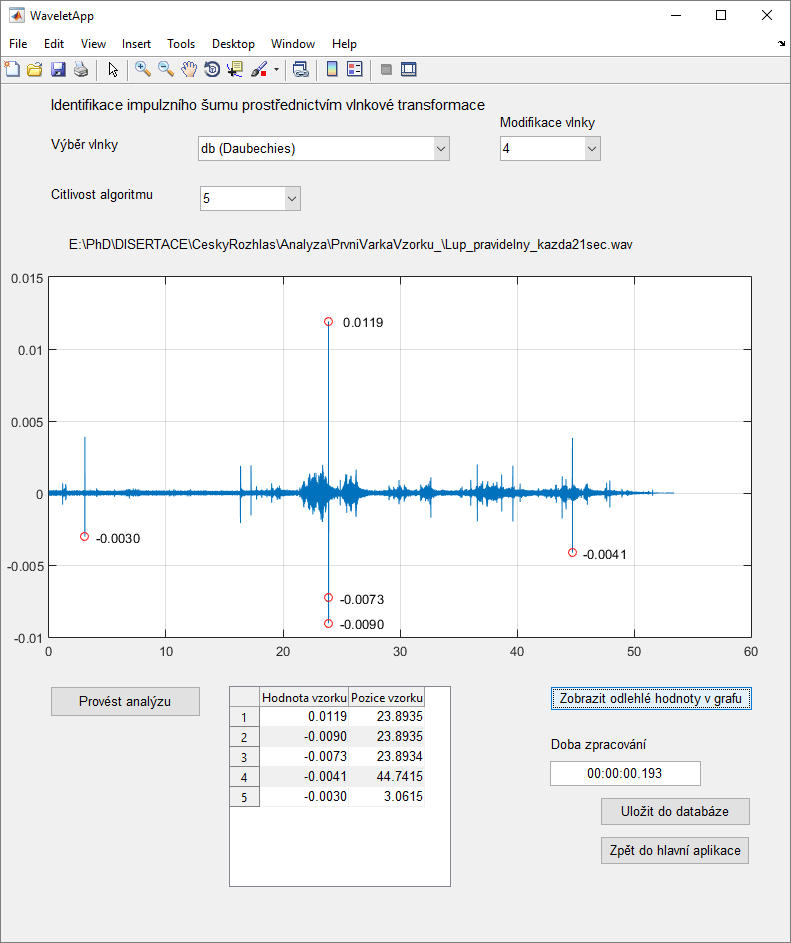 WaveletApp
File Edit View Insert Tools Desktop Window Help
Identifikace impulzního šumu prostřednictvím vlnkové transformace
Modifikace vlnky
Výběr vlnky db (Daubechies) 4
Citlivost algoritmu 5
E:\PhD\DISERTACE\CeskyRozhlas\Analyza\PrvniVarkaVzorku_\Lup_pravidelny_kazda21sec.wav
0.015
0.0119
0.01
0.005
0
-0.0030
-0.0041
-0.005
-0.0073
-0.0090
-0.01
0 10 20 30 40 50 60
Provést analýzu
Hodnota vzorku Pozice vzorku
1 0.0119 23.8935
2 -0.0090 23.8935
3 -0.0073 23.8934
4 -0.0041 44.7415
5 -0.0030 3.0615
Zobrazit odlehlé hodnoty v grafu
Doba zpracování
00:00:00.193
Uložit do databáze
Zpět do hlavní aplikace